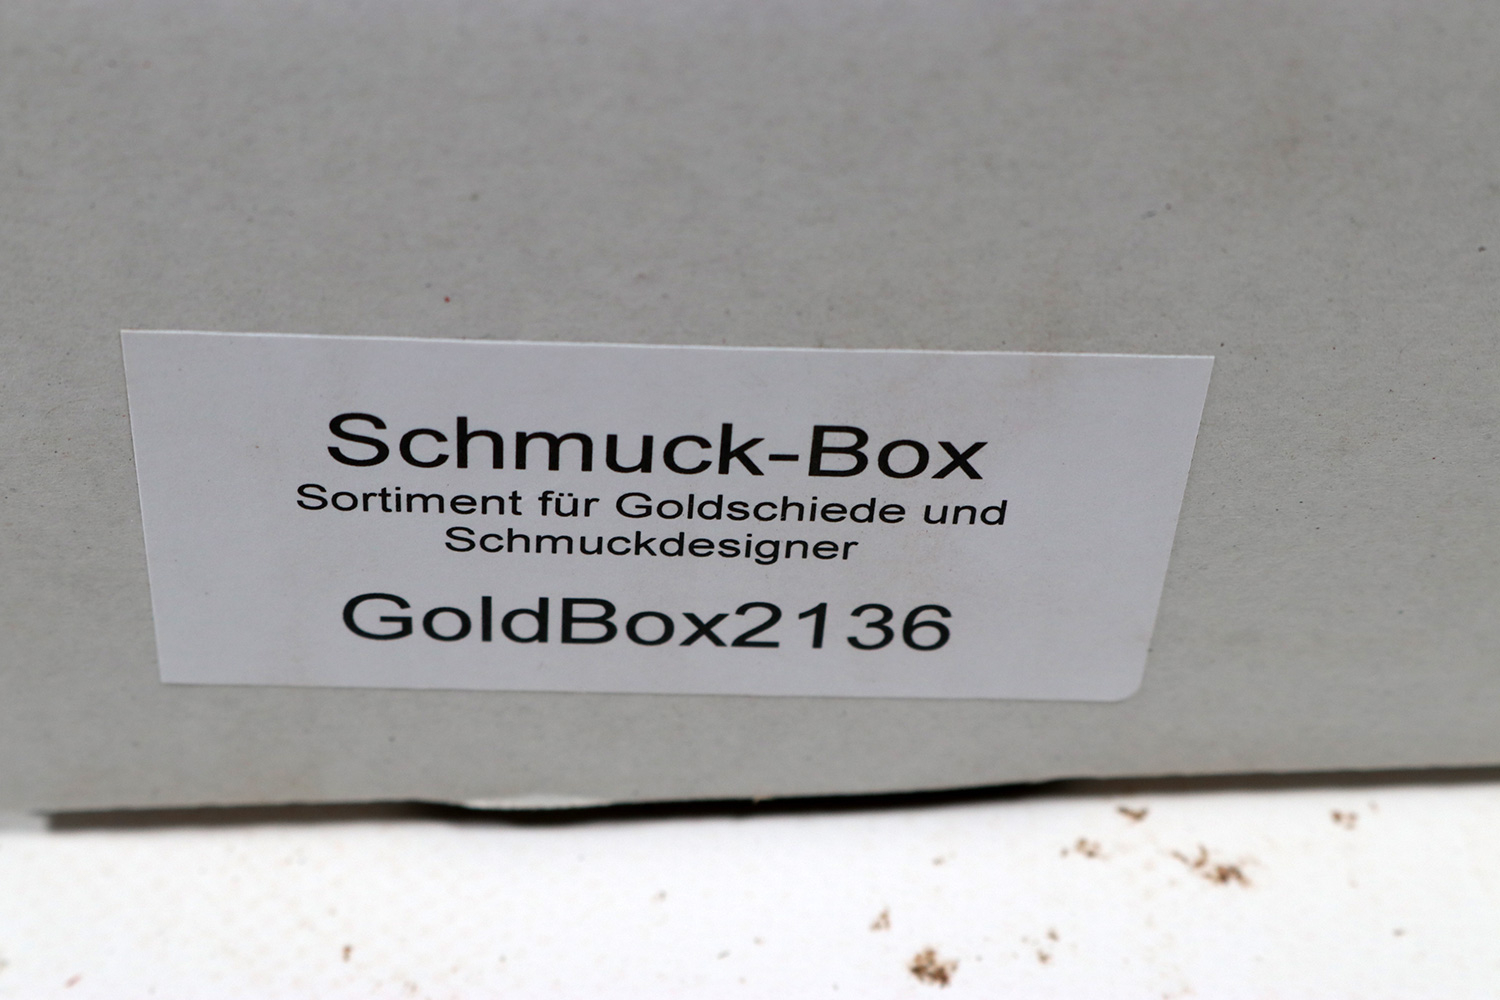 Schmuck-Box
Sortiment für Goldschiede und
Schmuckdesigner
GoldBox2136